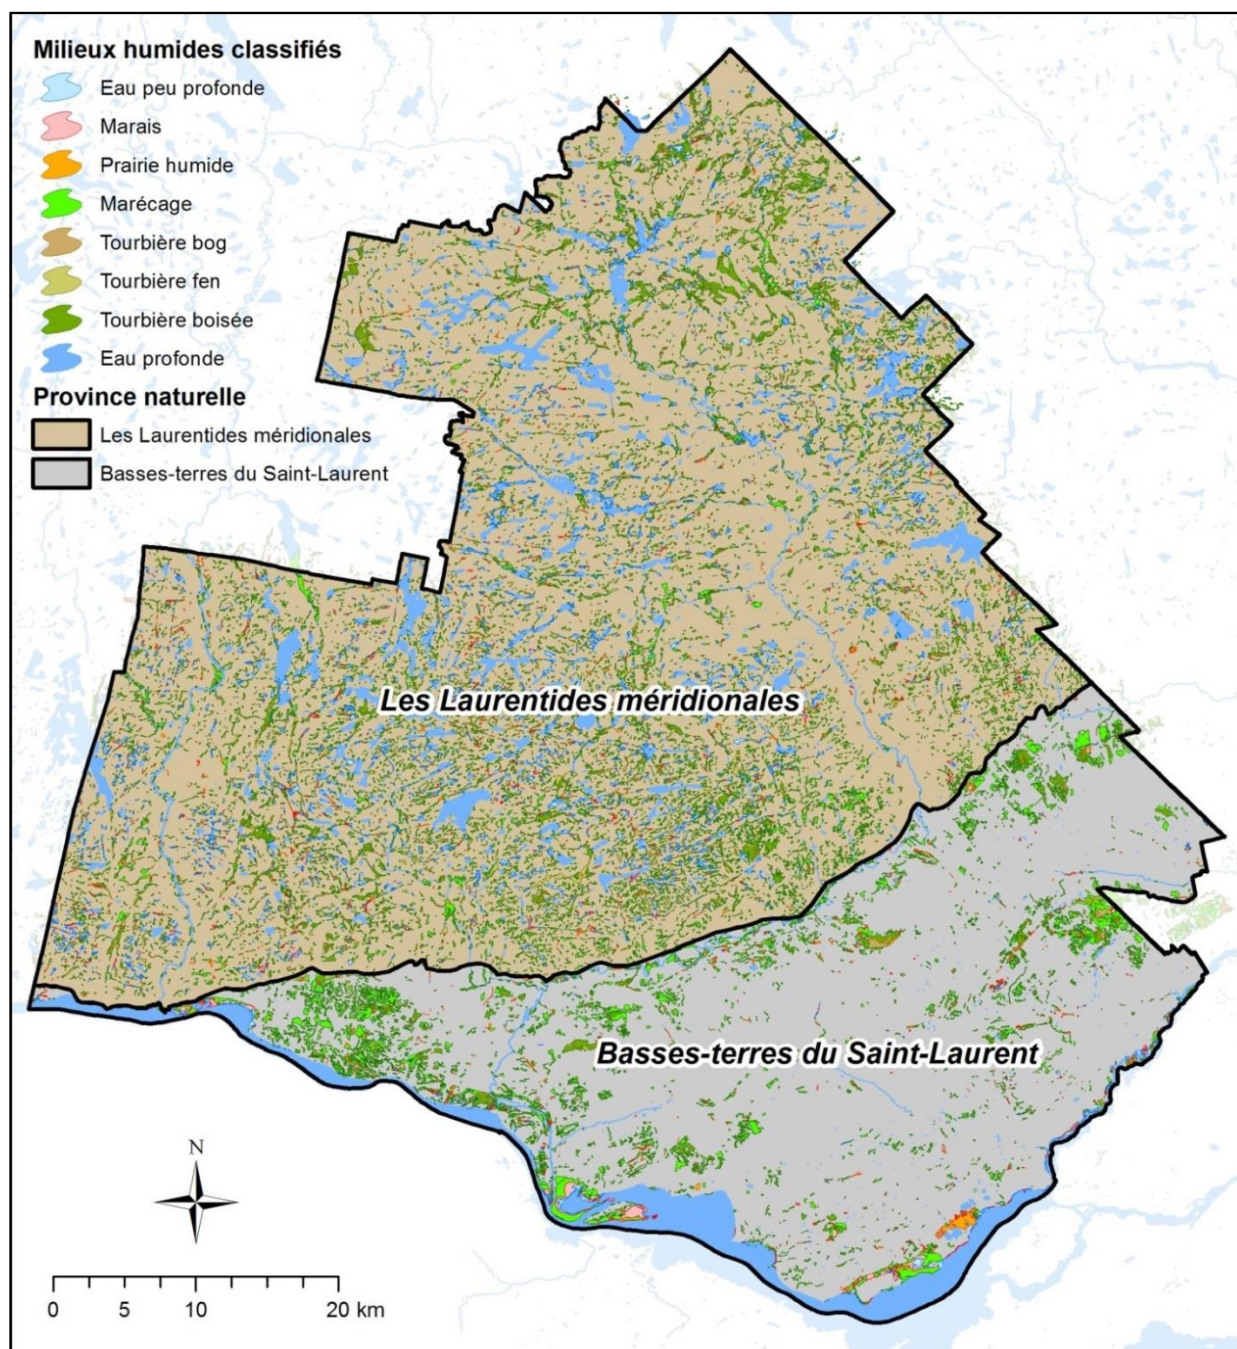 Milieux humides classifiés
Eau peu profonde
Marais
Prairie humide
Marécage
Tourbière bog
Tourbière fen
Tourbière boisée
Eau profonde
Province naturelle
Les Laurentides méridionales
Basses-terres du Saint-Laurent
Les Laurentides méridionales
Basses-terres du Saint-Laurent
N
0 5 10 20 km